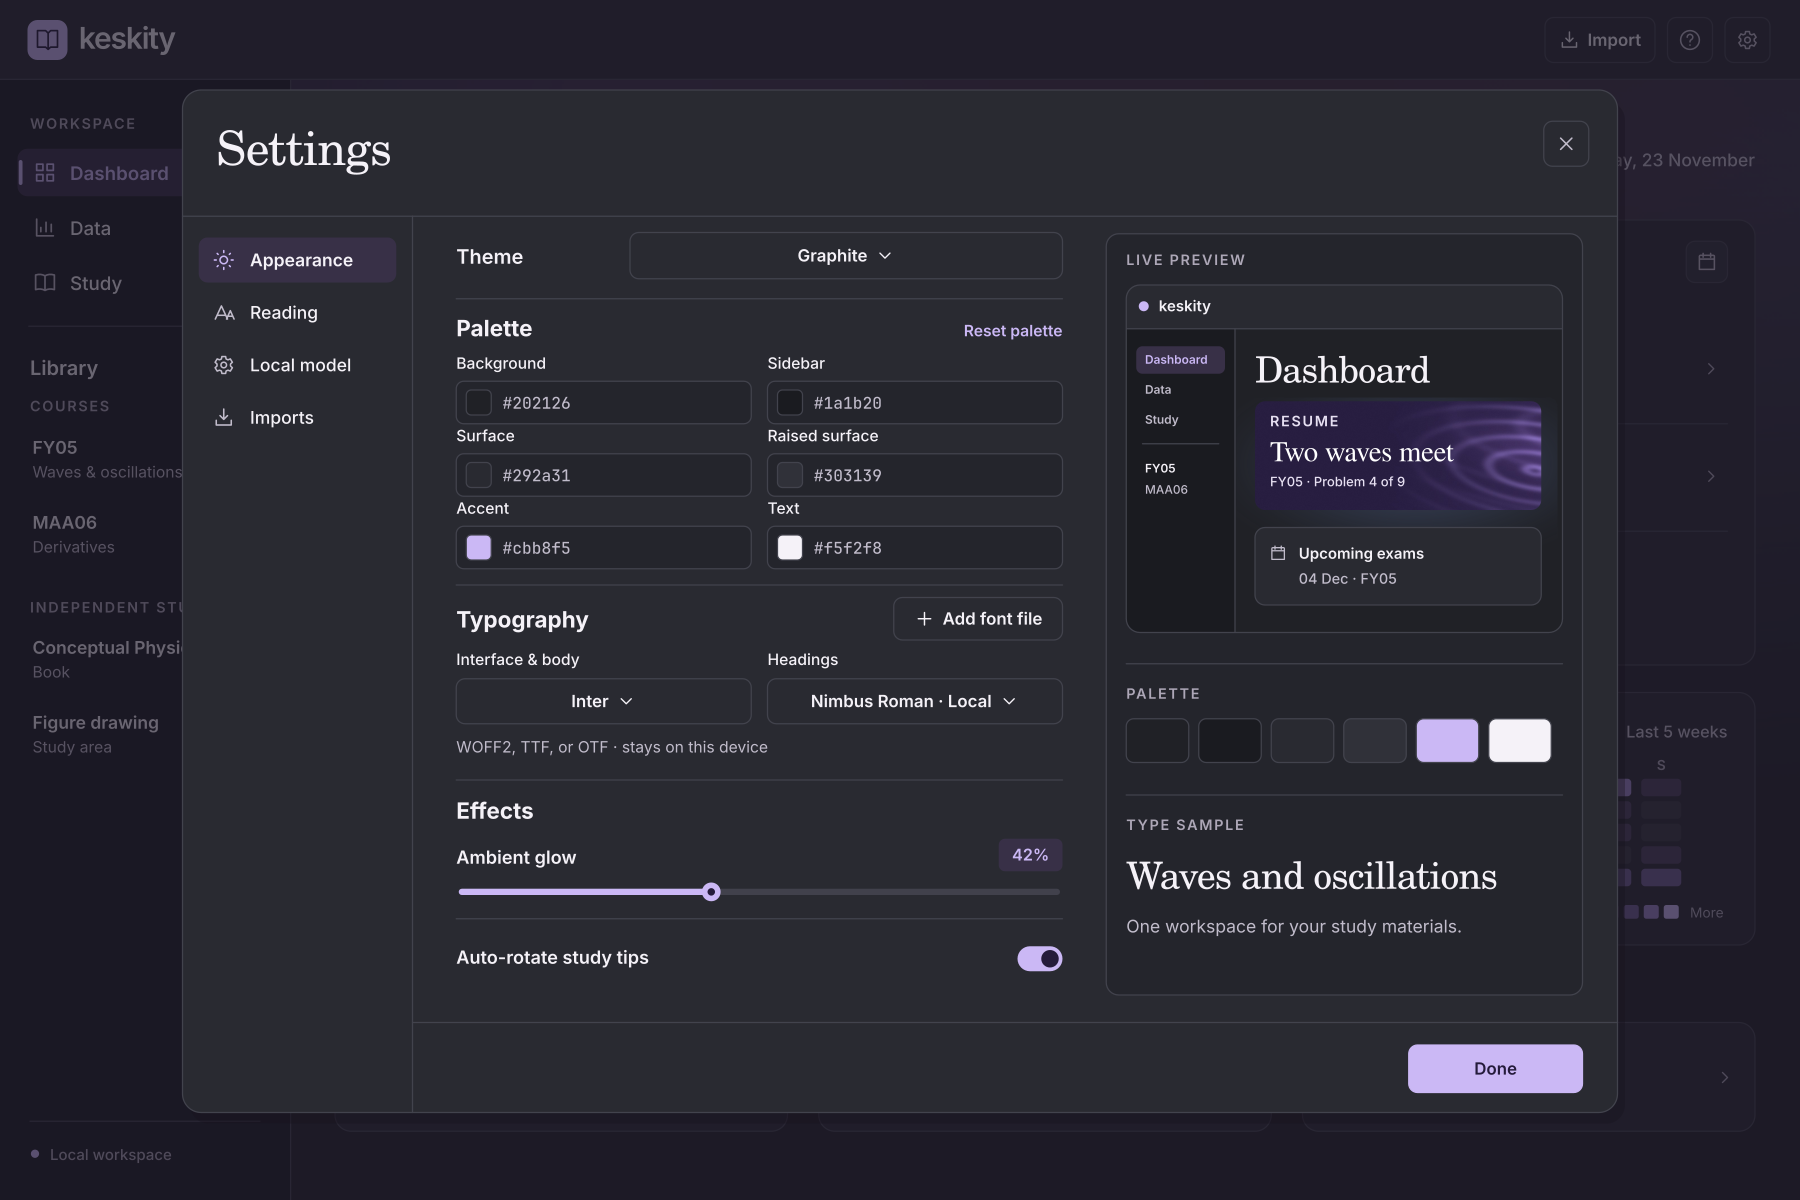 keskity
Import
WORKSPACE
Dashboard
Data
Study
Library
COURSES
FY05
Waves & oscillations
MAA06
Derivatives
INDEPENDENT STU
Conceptual Physi
Book
Figure drawing
Study area
Local workspace
ay, 23 November
Last 5 weeks
S
More
Settings
Appearance
Reading
Local model
Imports
Theme
Graphite
Palette
Reset palette
Background
Sidebar
#202126
#1a1b20
Surface
Raised surface
#292a31
#303139
Accent
Text
#cbb8f5
#f5f2f8
Typography
Add font file
Interface & body
Headings
Inter
Nimbus Roman · Local
WOFF2, TTF, or OTF · stays on this device
Effects
Ambient glow
42%
Auto-rotate study tips
LIVE PREVIEW
keskity
Dashboard
Data
Study
FY05
MAA06
Dashboard
RESUME
Two waves meet
FY05 · Problem 4 of 9
Upcoming exams
04 Dec · FY05
PALETTE
TYPE SAMPLE
Waves and oscillations
One workspace for your study materials.
Done